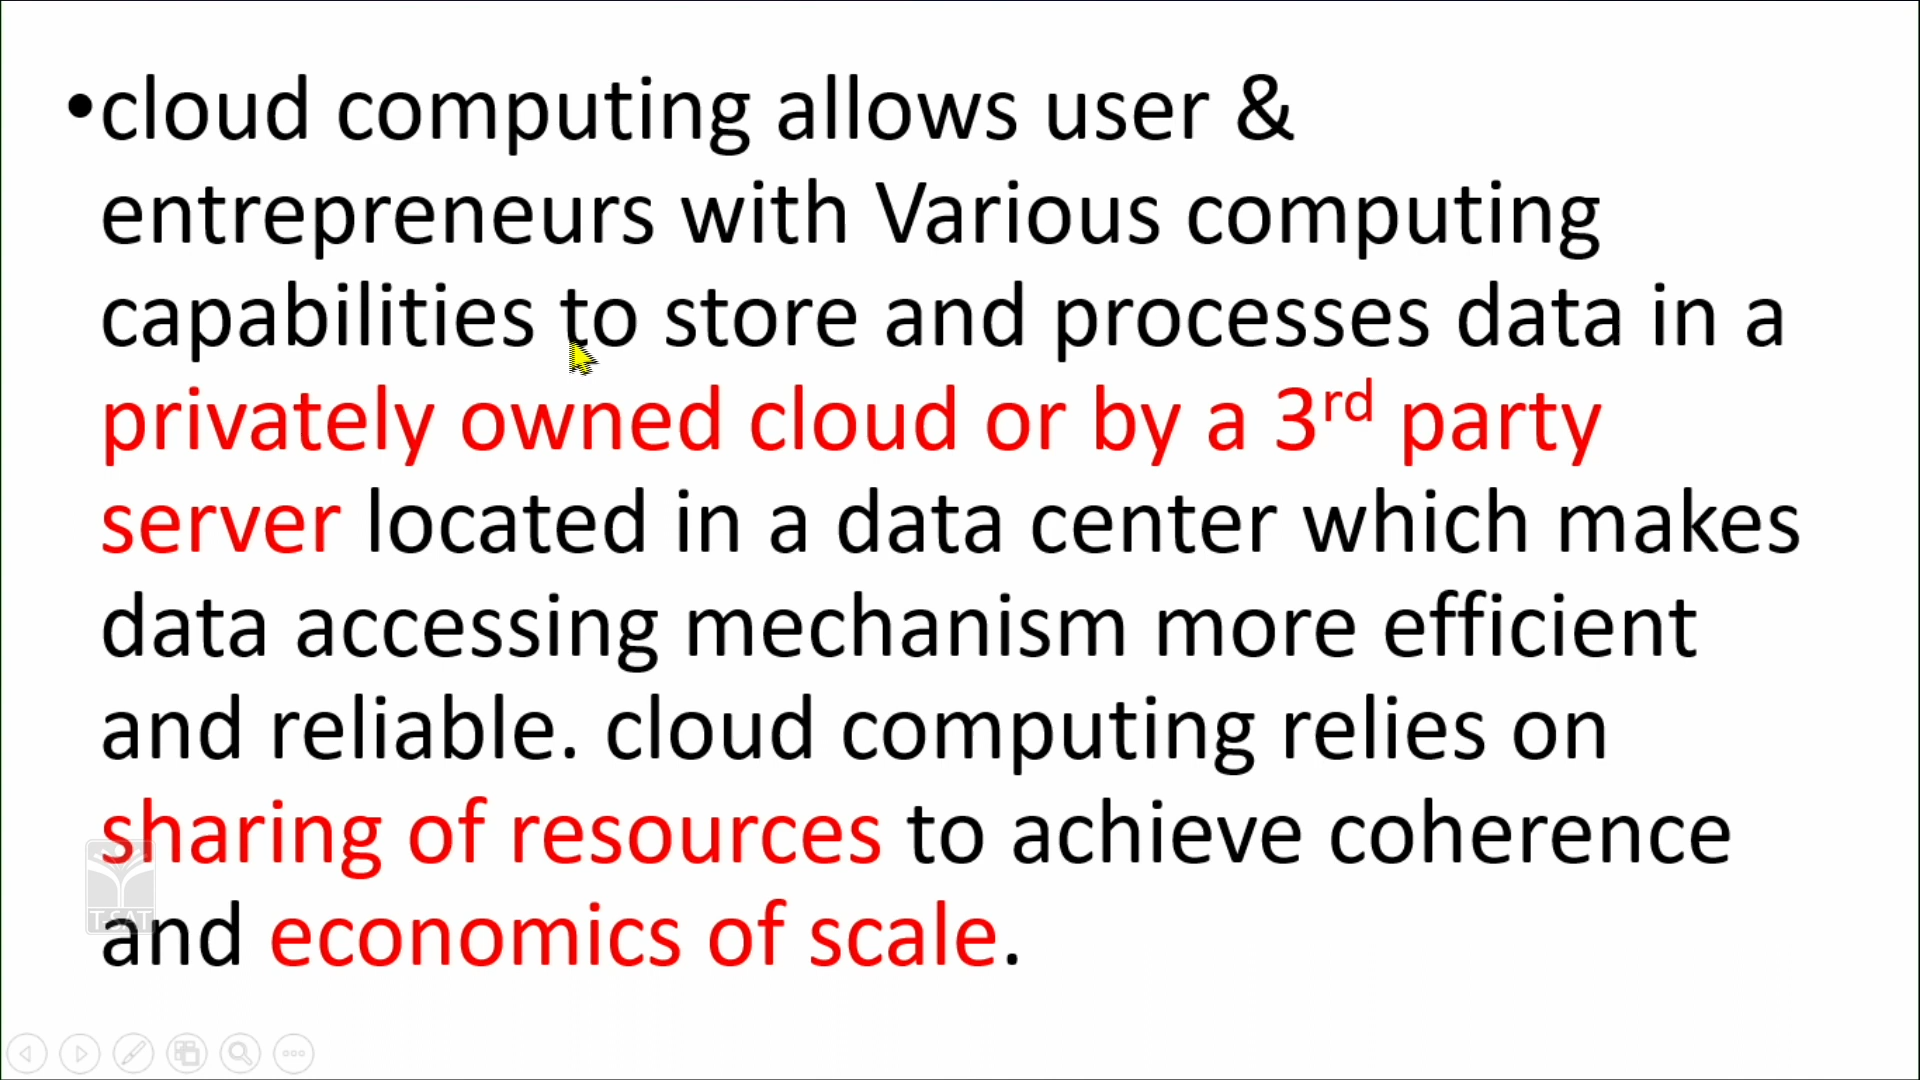 •cloud computing allows user &
entrepreneurs with Various computing
capabilities to store and processes data in a
privately owned cloud or by a 3rd party
server located in a data center which makes
data accessing mechanism more efficient
and reliable. cloud computing relies on
sharing of resources to achieve coherence
and economics of scale.
T-SAT